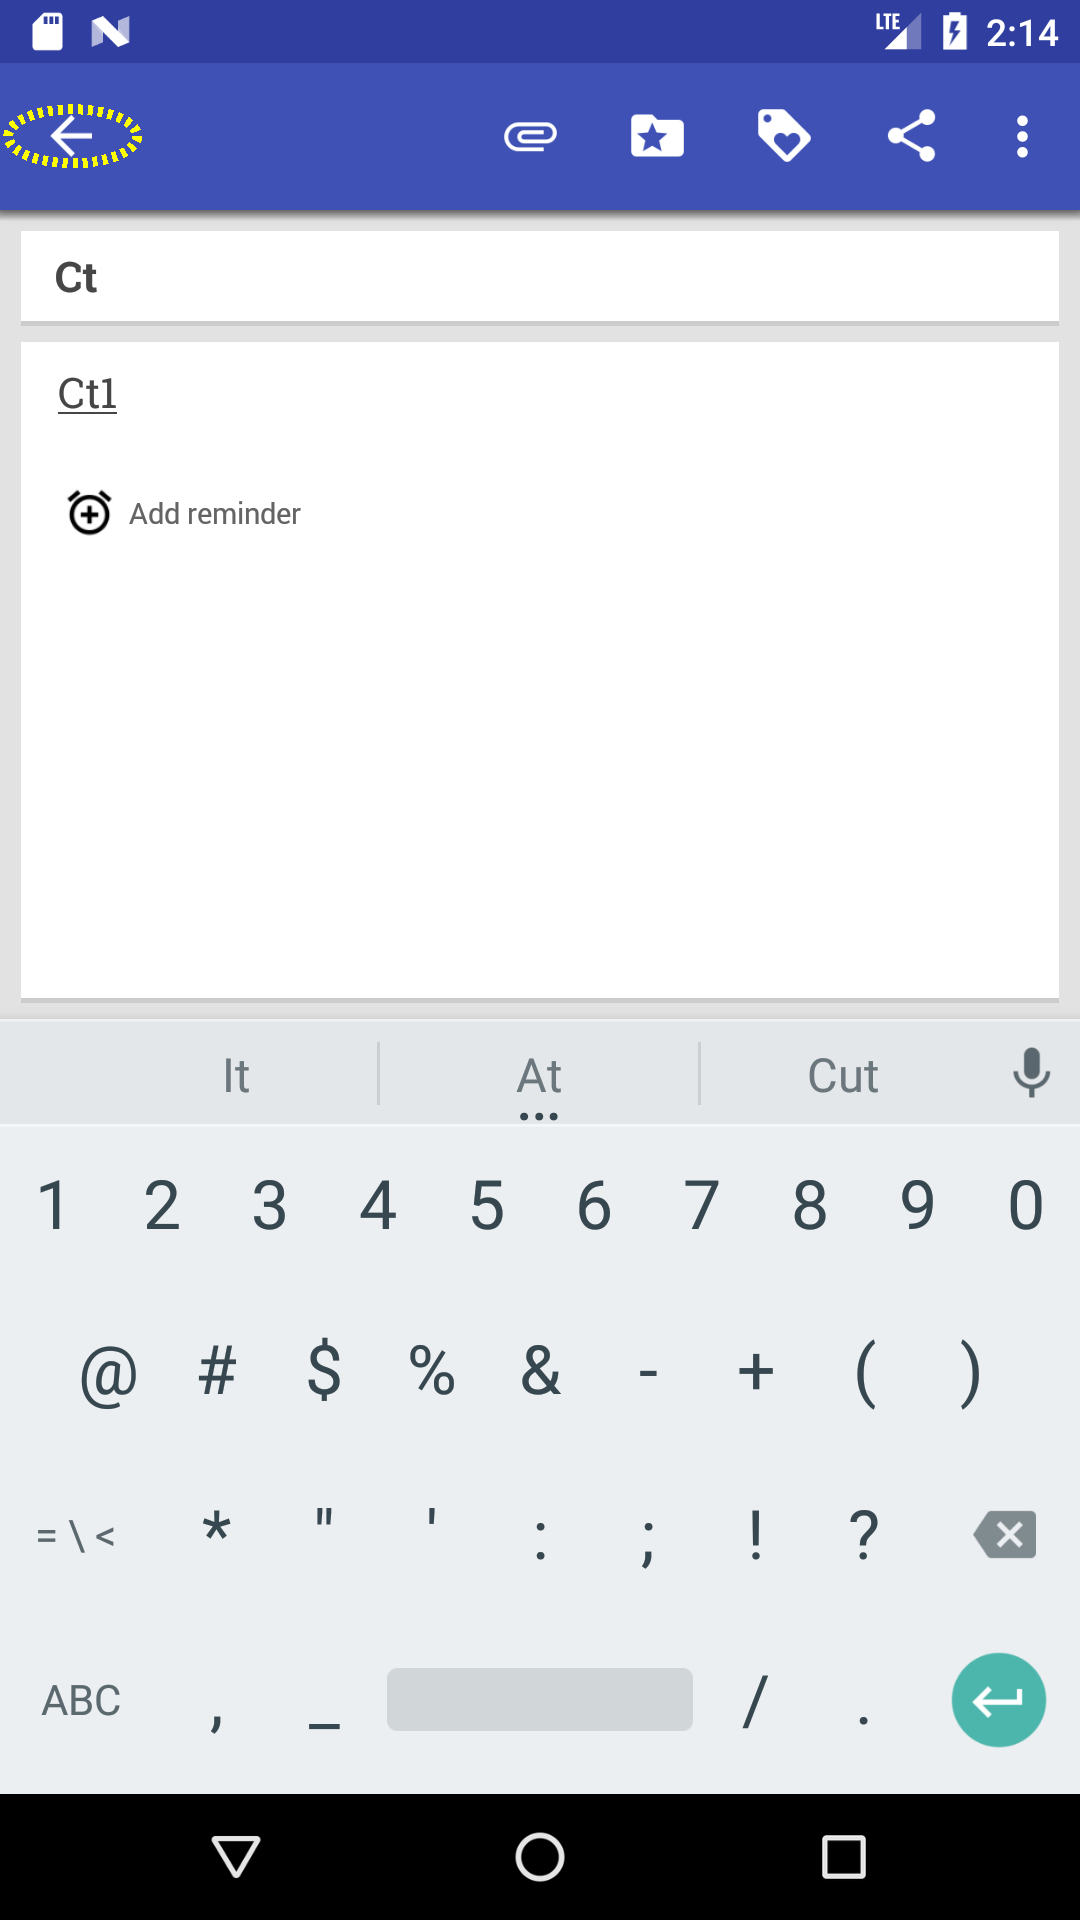 LTE 2:14
Ct
Ct1
Add reminder
It At Cut
1 2 3 4 5 6 7 8 9 0
@ # $ % & - + ( )
= \ < * " ' : ; ! ?
ABC , _ / .